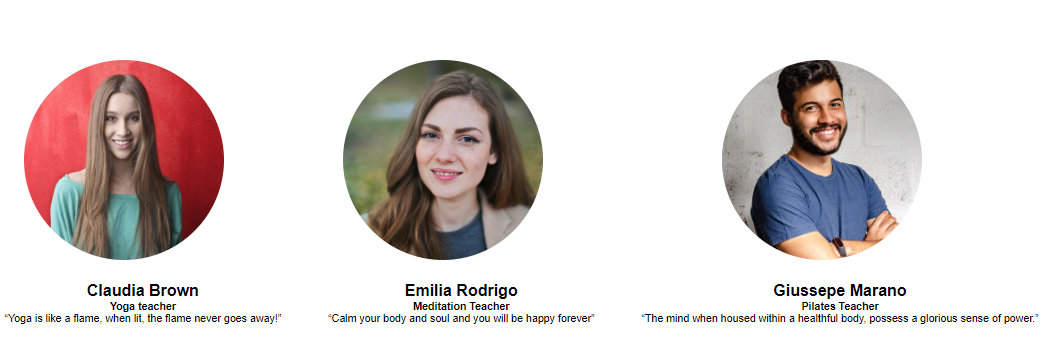 Claudia Brown
Yoga teacher
“Yoga is like a flame, when lit, the flame never goes away!”
Emilia Rodrigo
Meditation Teacher
“Calm your body and soul and you will be happy forever”
Giussepe Marano
Pilates Teacher
“The mind when housed within a healthful body, possess a glorious sense of power.”